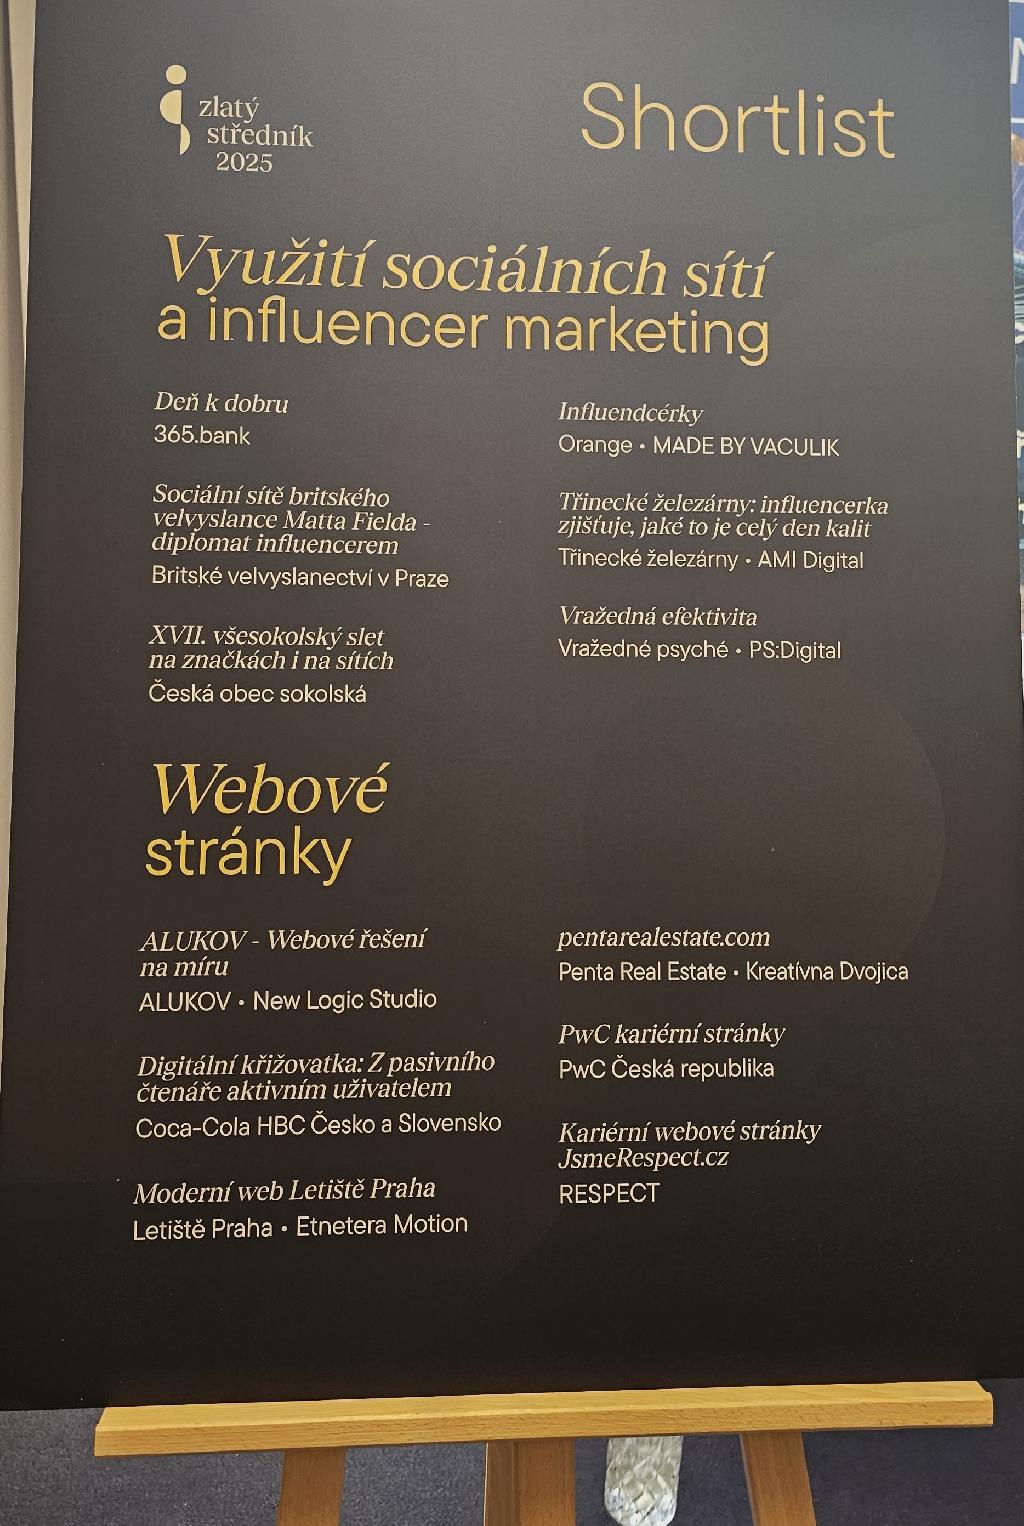 zlatý
středník
2025
Shortlist
Využití sociálních sítí
a influencer marketing
Deň k dobru
365.bank
Sociální sítě britského
velvyslance Matta Fielda -
diplomat influencerem
Britské velvyslanectví v Praze
XVII. všesokolský slet
na značkách i na sítích
Česká obec sokolská
Influendcérky
Orange • MADE BY VACULIK
Třinecké železárny: influencerka
zjišťuje, jaké to je celý den kalit
Třinecké železárny • AMI Digital
Vražedná efektivita
Vražedné psyché • PS:Digital
Webové
stránky
ALUKOV - Webové řešení
na míru
ALUKOV • New Logic Studio
Digitální křižovatka: Z pasivního
čtenáře aktivním uživatelem
Coca-Cola HBC Česko a Slovensko
Moderní web Letiště Praha
Letiště Praha • Etnetera Motion
pentarealestate.com
Penta Real Estate • Kreatívna Dvojica
PwC kariérní stránky
PwC Česká republika
Kariérní webové stránky
JsmeRespect.cz
RESPECT